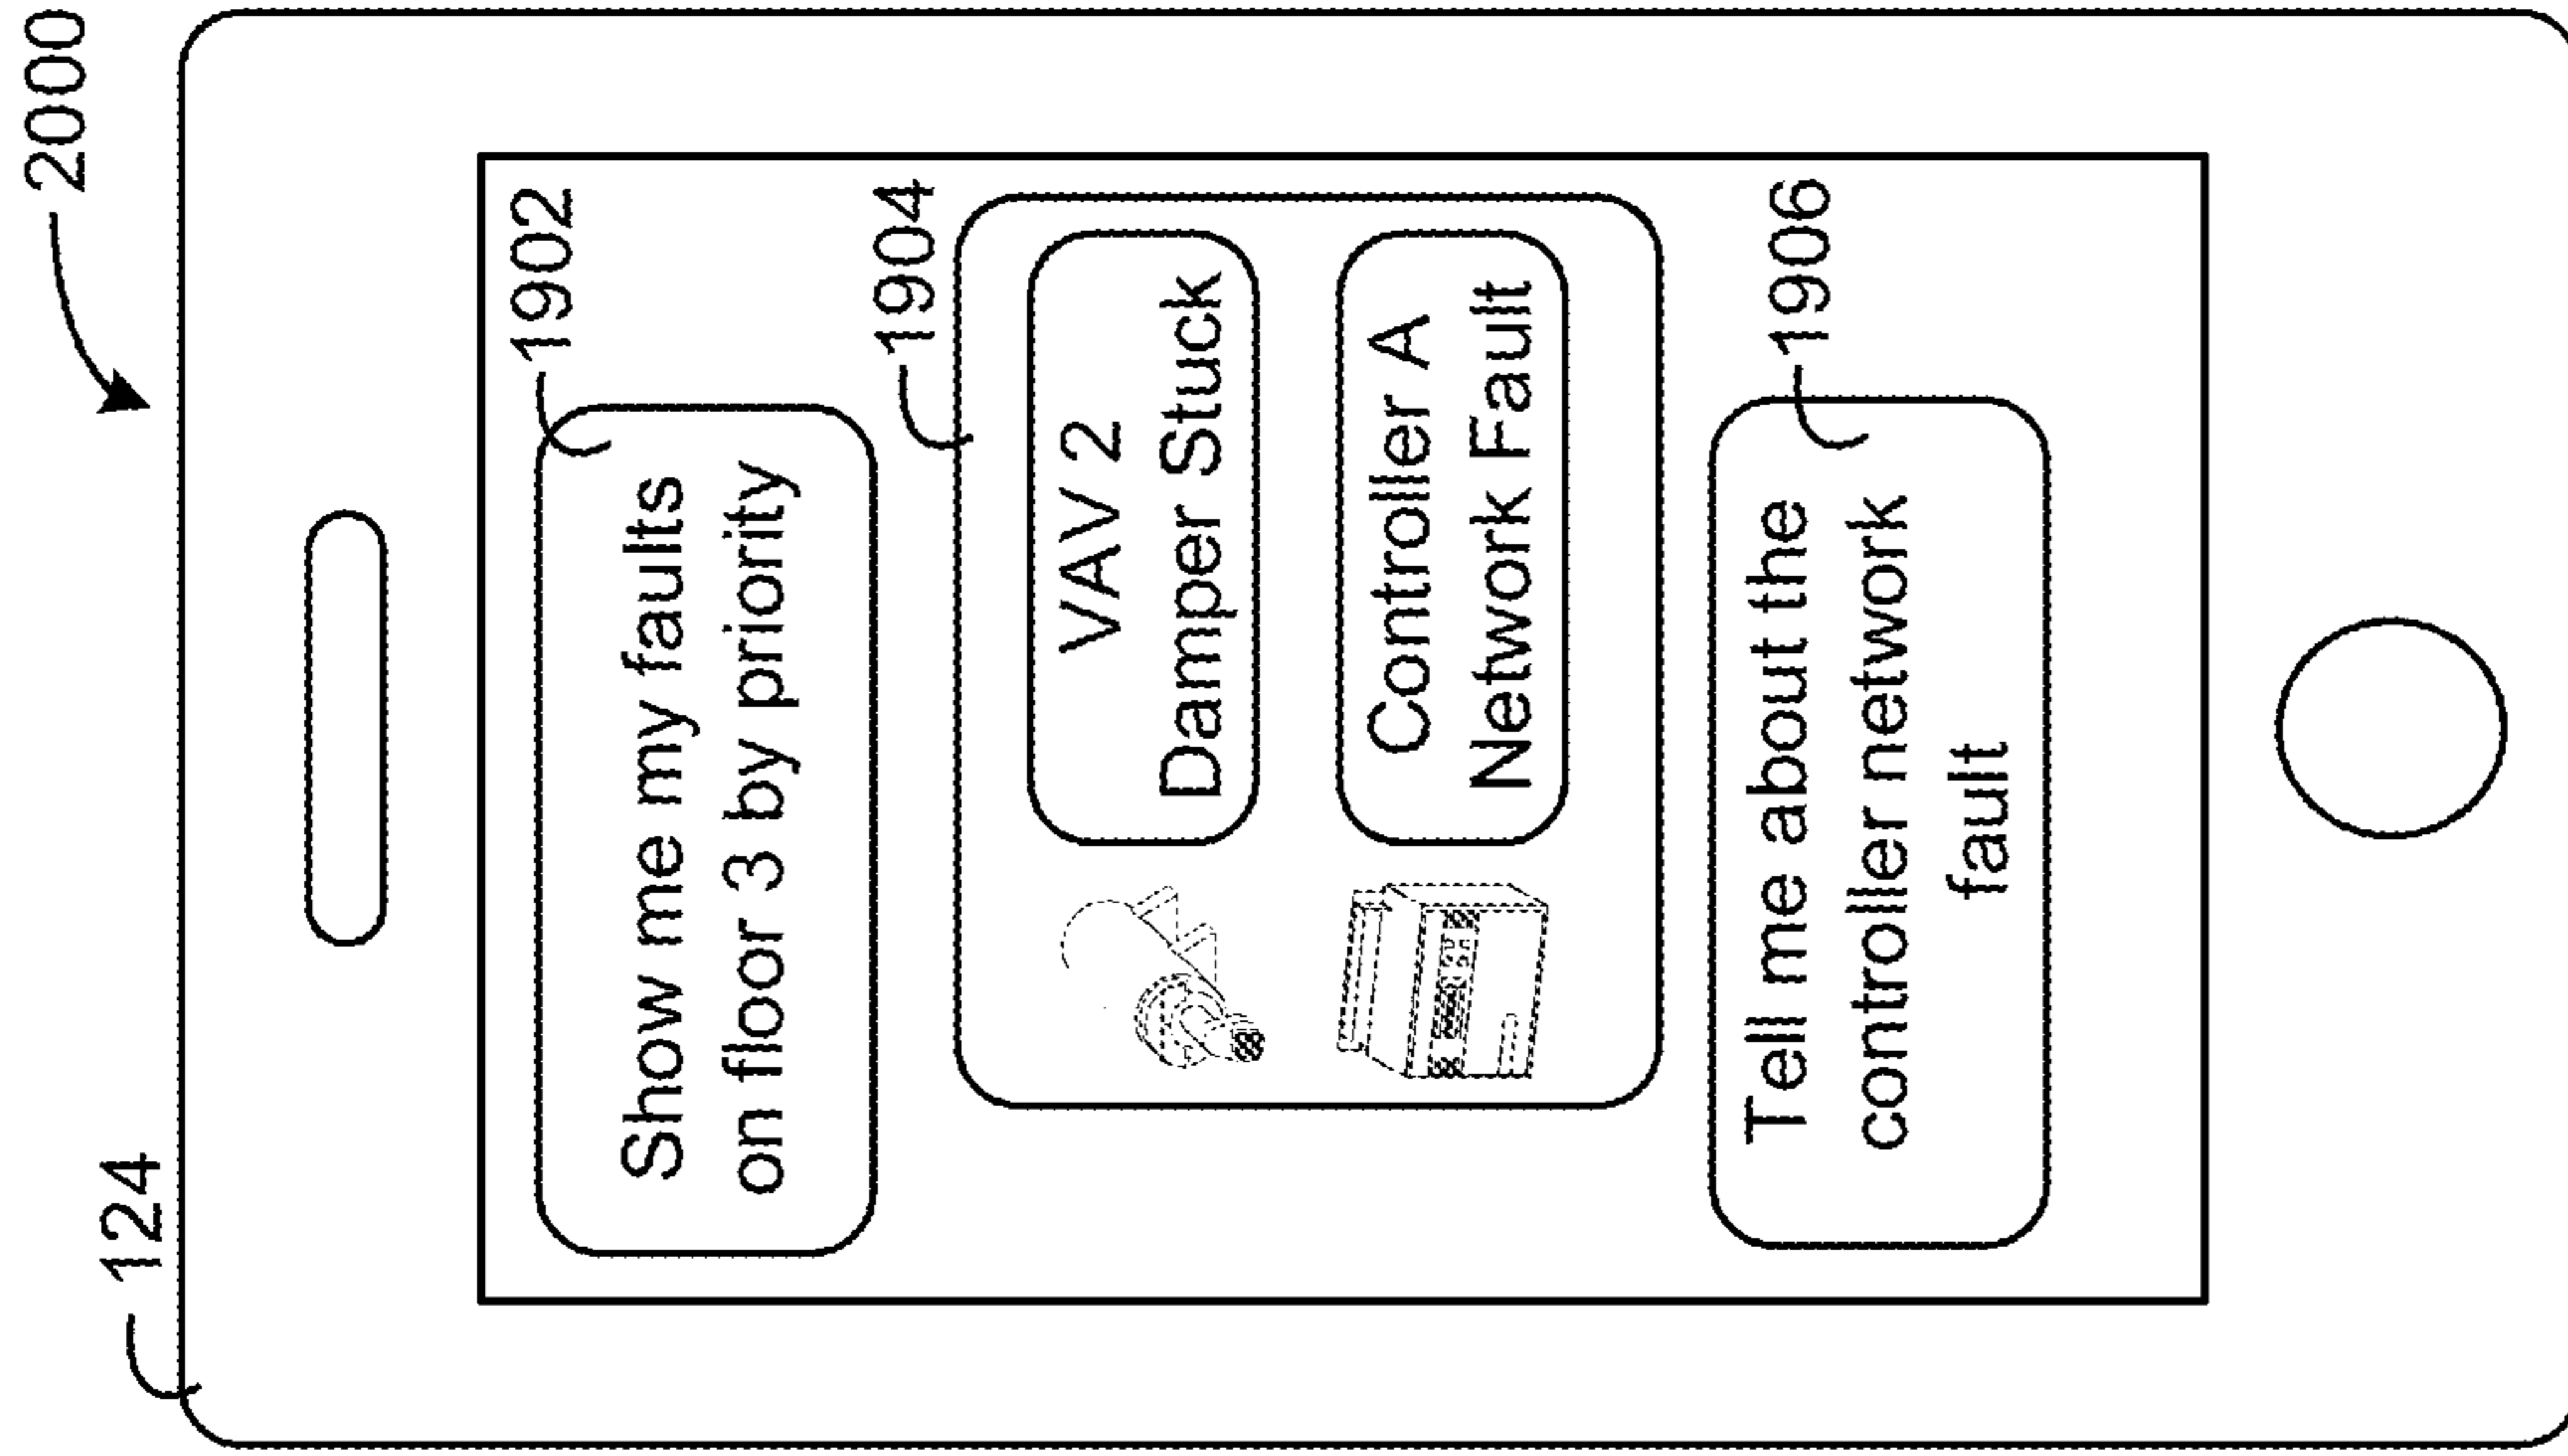 2000
124
1902
Show me my faults
on floor 3 by priority
1904
VAV 2
Damper Stuck
Controller A
Network Fault
1906
Tell me about the
controller network
fault